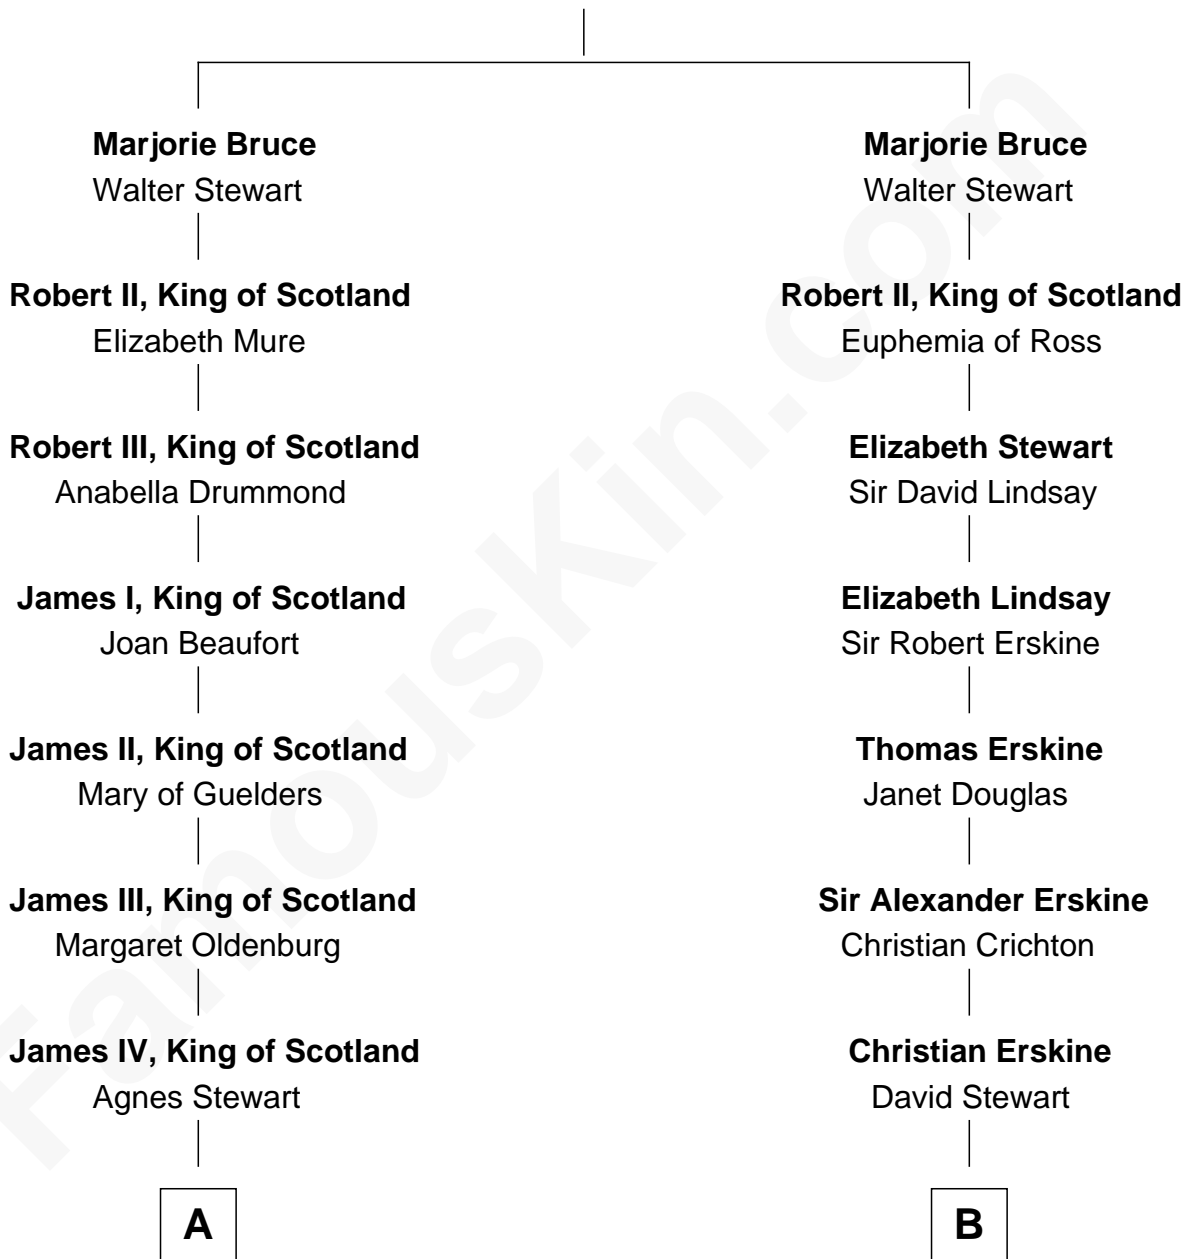 Marjorie Bruce
Walter Stewart
Robert II, King of Scotland
Elizabeth Mure
Robert III, King of Scotland
Anabella Drummond
James I, King of Scotland
Joan Beaufort
James II, King of Scotland
Mary of Guelders
James III, King of Scotland
Margaret Oldenburg
James IV, King of Scotland
Agnes Stewart
A
Marjorie Bruce
Walter Stewart
Robert II, King of Scotland
Euphemia of Ross
Elizabeth Stewart
Sir David Lindsay
Elizabeth Lindsay
Sir Robert Erskine
Thomas Erskine
Janet Douglas
Sir Alexander Erskine
Christian Crichton
Christian Erskine
David Stewart
B
FamousKin.com